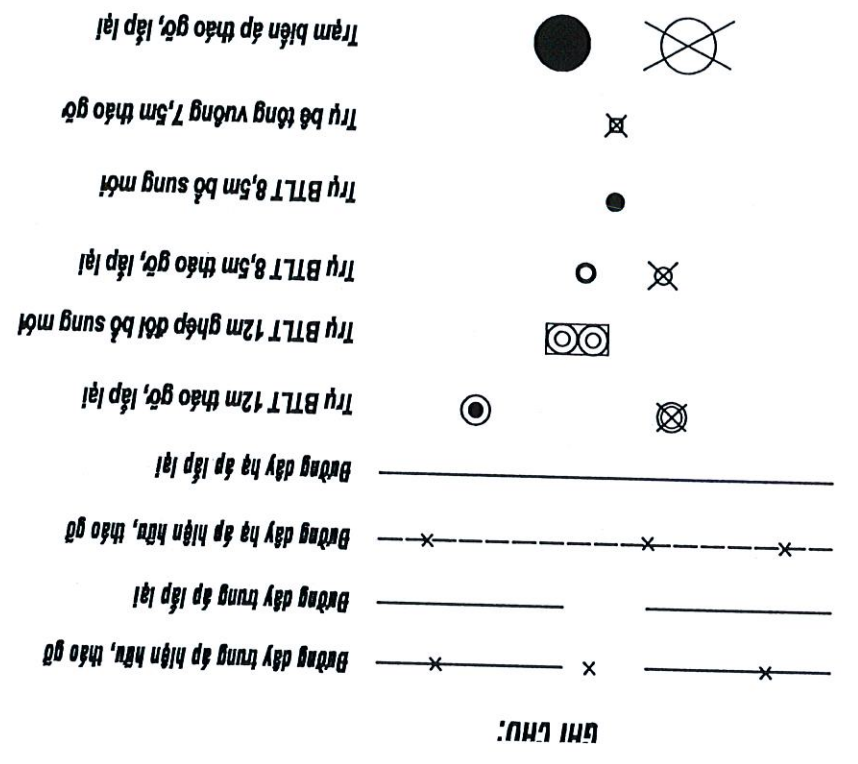 GHI CHÚ:
Đường dây trung áp hiện hữu, tháo gỡ
Đường dây trung áp lắp lại
Đường dây hạ áp hiện hữu, tháo gỡ
Đường dây hạ áp lắp lại
Trụ BTLT 12m tháo gỡ, lắp lại
Trụ BTLT 12m ghép đôi bổ sung mới
Trụ BTLT 8,5m tháo gỡ, lắp lại
Trụ BTLT 8,5m bổ sung mới
Trụ bê tông vuông 7,5m tháo gỡ
Trạm biến áp tháo gỡ, lắp lại